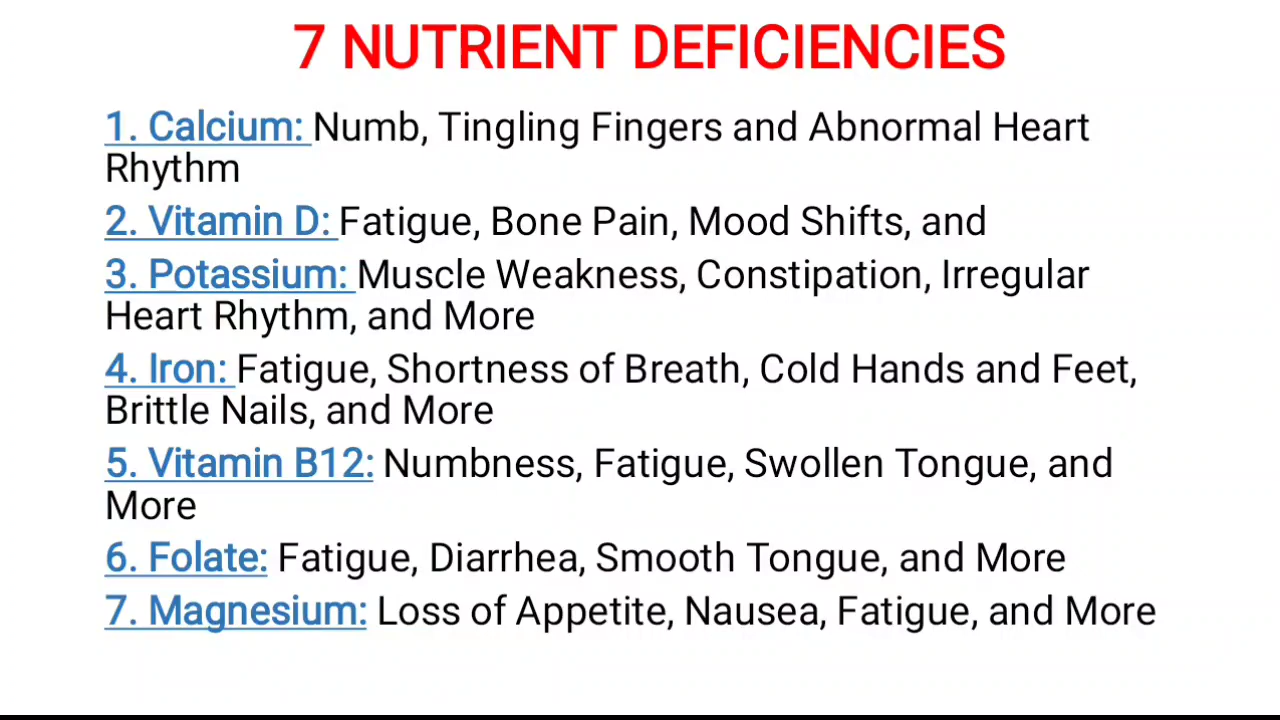 7 NUTRIENT DEFICIENCIES
1. Calcium: Numb, Tingling Fingers and Abnormal Heart
Rhythm
2. Vitamin D: Fatigue, Bone Pain, Mood Shifts, and
3. Potassium: Muscle Weakness, Constipation, Irregular
Heart Rhythm, and More
4. Iron: Fatigue, Shortness of Breath, Cold Hands and Feet,
Brittle Nails, and More
5. Vitamin B12: Numbness, Fatigue, Swollen Tongue, and
More
6. Folate: Fatigue, Diarrhea, Smooth Tongue, and More
7. Magnesium: Loss of Appetite, Nausea, Fatigue, and More